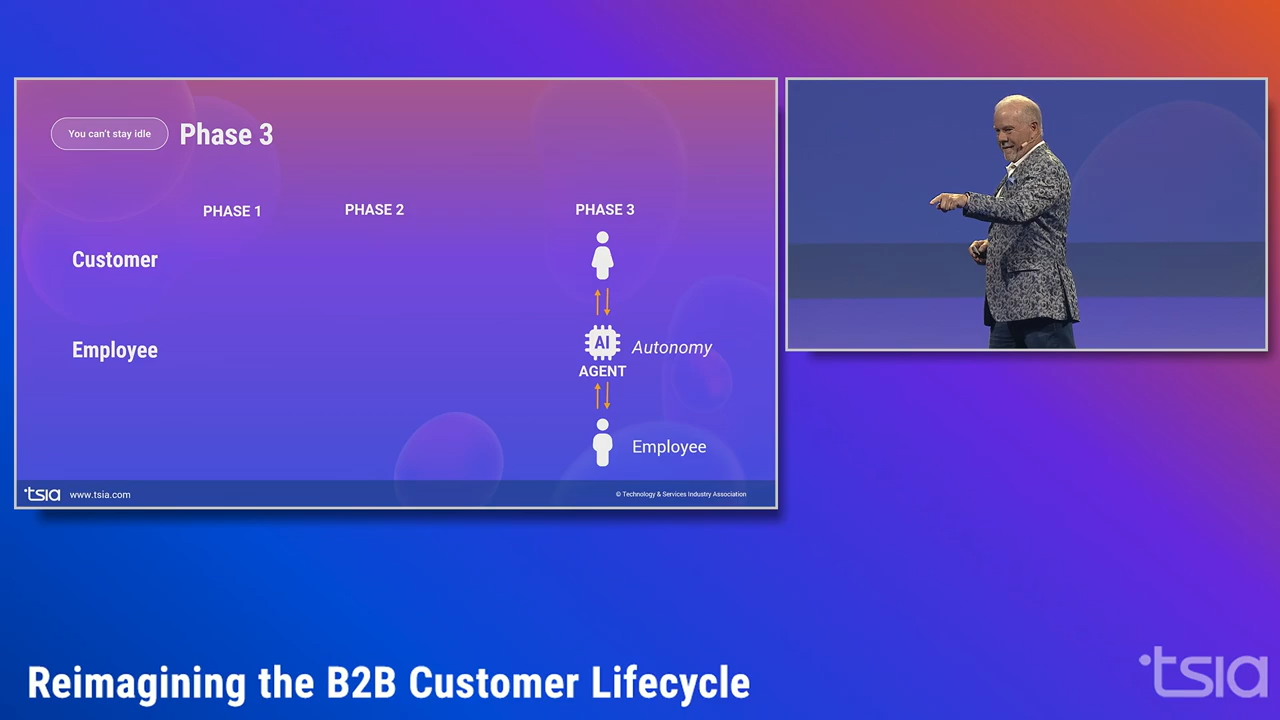 You can't stay idle
Phase 3
PHASE 1
PHASE 2
PHASE 3
Customer
Employee
AI
Autonomy
AGENT
Employee
tsia
www.tsia.com
© Technology & Services Industry Association
Reimagining the B2B Customer Lifecycle
tsia